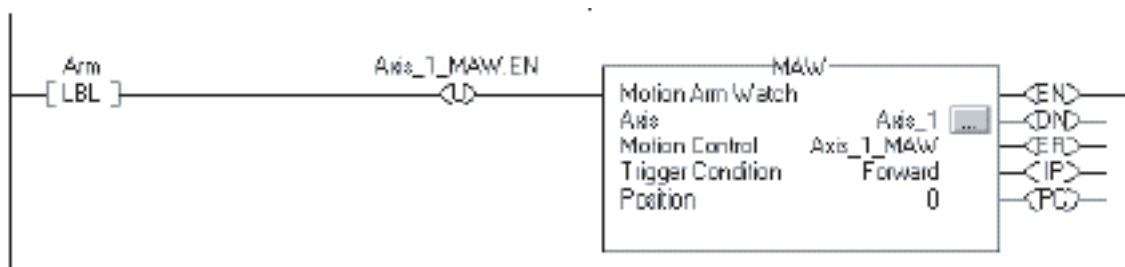 Arm
LBL
Axis_1_MAW.EN
U
MAW
Motion Arm Watch
Axis Axis_1 ...
Motion Control Axis_1_MAW
Trigger Condition Forward
Position 0
EN
DN
ER
IP
PC